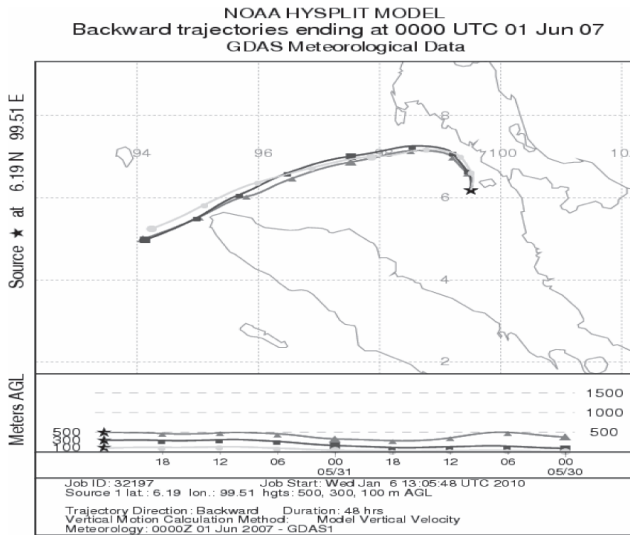 NOAA HYSPLIT MODEL
Backward trajectories ending at 0000 UTC 01 Jun 07
GDAS Meteorological Data
Source ★ at 6.19 N 99.51 E
8
94 96 98 100 10
6
4
2
Meters AGL
1500
1000
500 500
300
100
18 12 06 00 18 12 06 00
05/31 05/30
Job ID: 32197 Job Start: Wed Jan 6 13:05:48 UTC 2010
Source 1 lat.: 6.19 lon.: 99.51 hgts: 500, 300, 100 m AGL
Trajectory Direction: Backward Duration: 48 hrs
Vertical Motion Calculation Method: Model Vertical Velocity
Meteorology: 0000Z 01 Jun 2007 - GDAS1